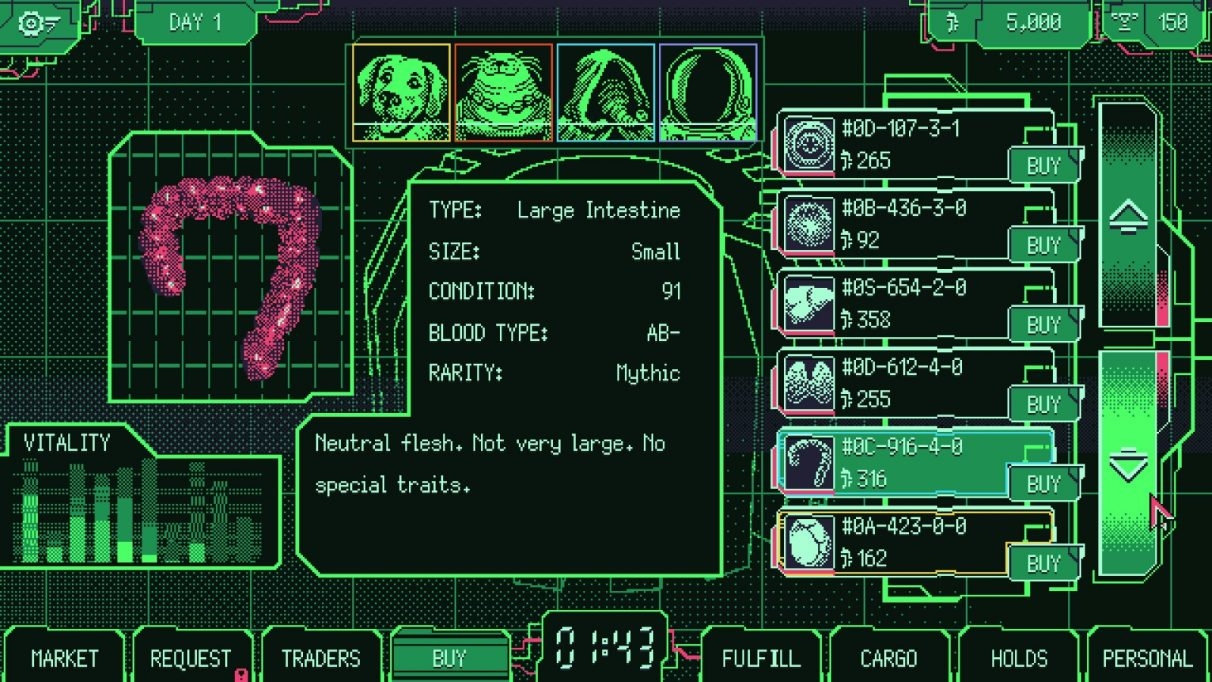 DAY 1
5,000
150
TYPE: Large Intestine
SIZE: Small
CONDITION: 91
BLOOD TYPE: AB-
RARITY: Mythic
Neutral flesh. Not very large. No
special traits.
VITALITY
#0D-107-3-1
265
BUY
#0B-436-3-0
92
BUY
#0S-654-2-0
358
BUY
#0D-612-4-0
255
BUY
#0C-916-4-0
316
BUY
#0A-423-0-0
162
BUY
MARKET
REQUEST
TRADERS
BUY
01:43
FULFILL
CARGO
HOLDS
PERSONAL